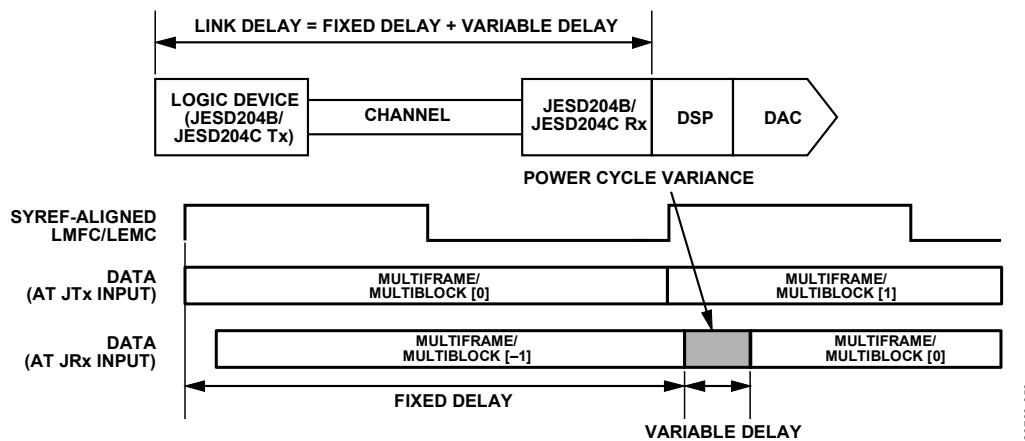 LINK DELAY = FIXED DELAY + VARIABLE DELAY
LOGIC DEVICE
(JESD204B/
JESD204C Tx)
CHANNEL
JESD204B/
JESD204C Rx
DSP
DAC
POWER CYCLE VARIANCE
SYREF-ALIGNED
LMFC/LEMC
DATA
(AT JTx INPUT)
MULTIFRAME/
MULTIBLOCK [0]
MULTIFRAME/
MULTIBLOCK [1]
DATA
(AT JRx INPUT)
MULTIFRAME/
MULTIBLOCK [–1]
MULTIFRAME/
MULTIBLOCK [0]
FIXED DELAY
VARIABLE DELAY